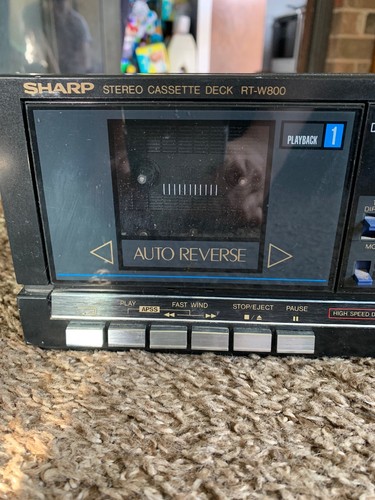 SHARP STEREO CASSETTE DECK RT-W800
PLAYBACK 1
AUTO REVERSE
PLAY FAST WIND STOP/EJECT PAUSE
APSS
HIGH SPEED